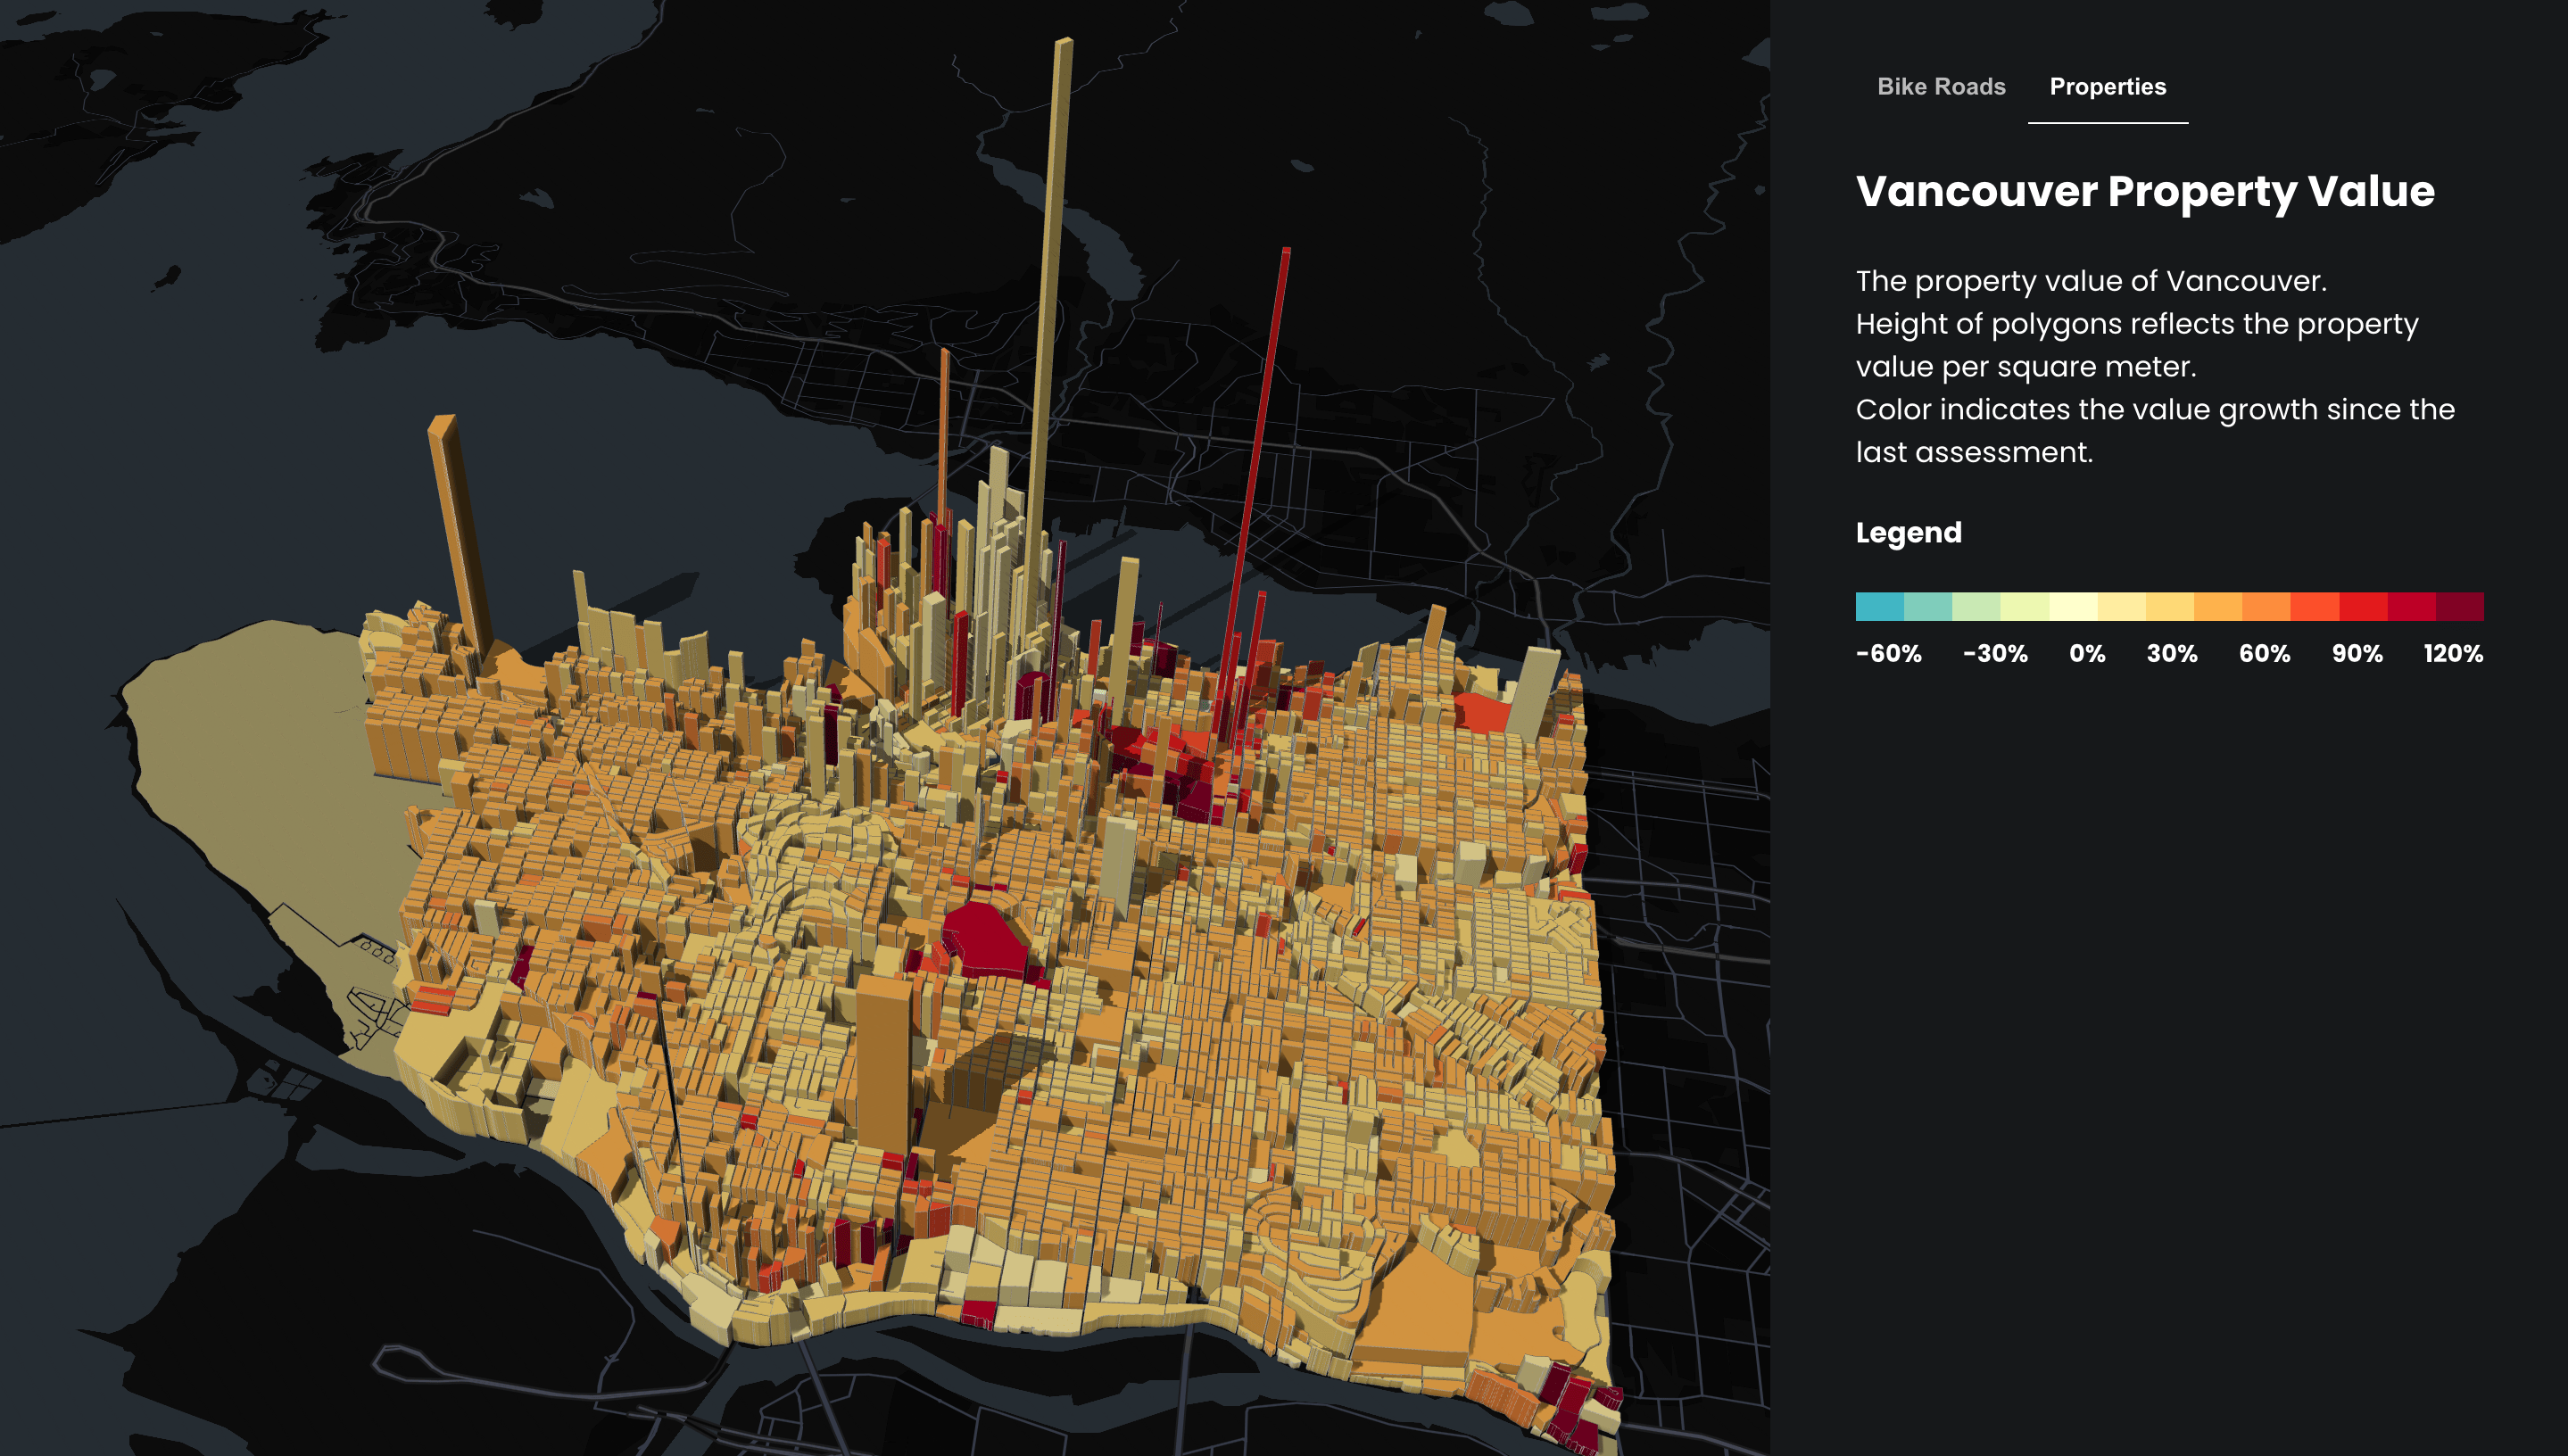 Bike Roads Properties
Vancouver Property Value
The property value of Vancouver.
Height of polygons reflects the property
value per square meter.
Color indicates the value growth since the
last assessment.
Legend
-60% -30% 0% 30% 60% 90% 120%